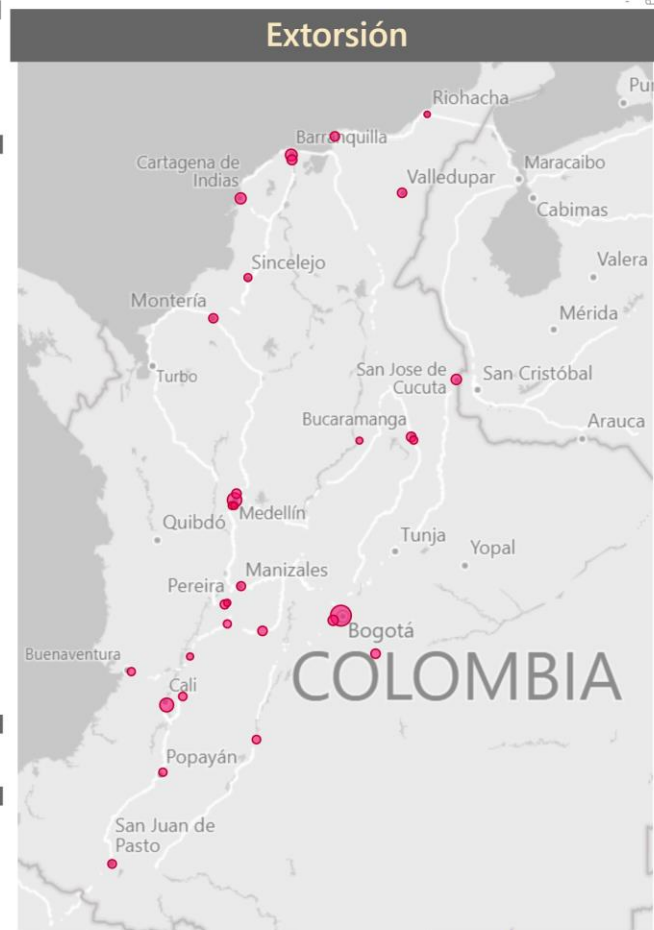 Extorsión
Riohacha
Barranquilla
Cartagena de
Indias
Valledupar
Maracaibo
Cabimas
Sincelejo
Valera
Montería
Mérida
Turbo
San Jose de
Cucuta
San Cristóbal
Bucaramanga
Arauca
Medellín
Quibdó
Tunja
Yopal
Manizales
Pereira
Bogotá
Buenaventura
COLOMBIA
Cali
Popayán
San Juan de
Pasto